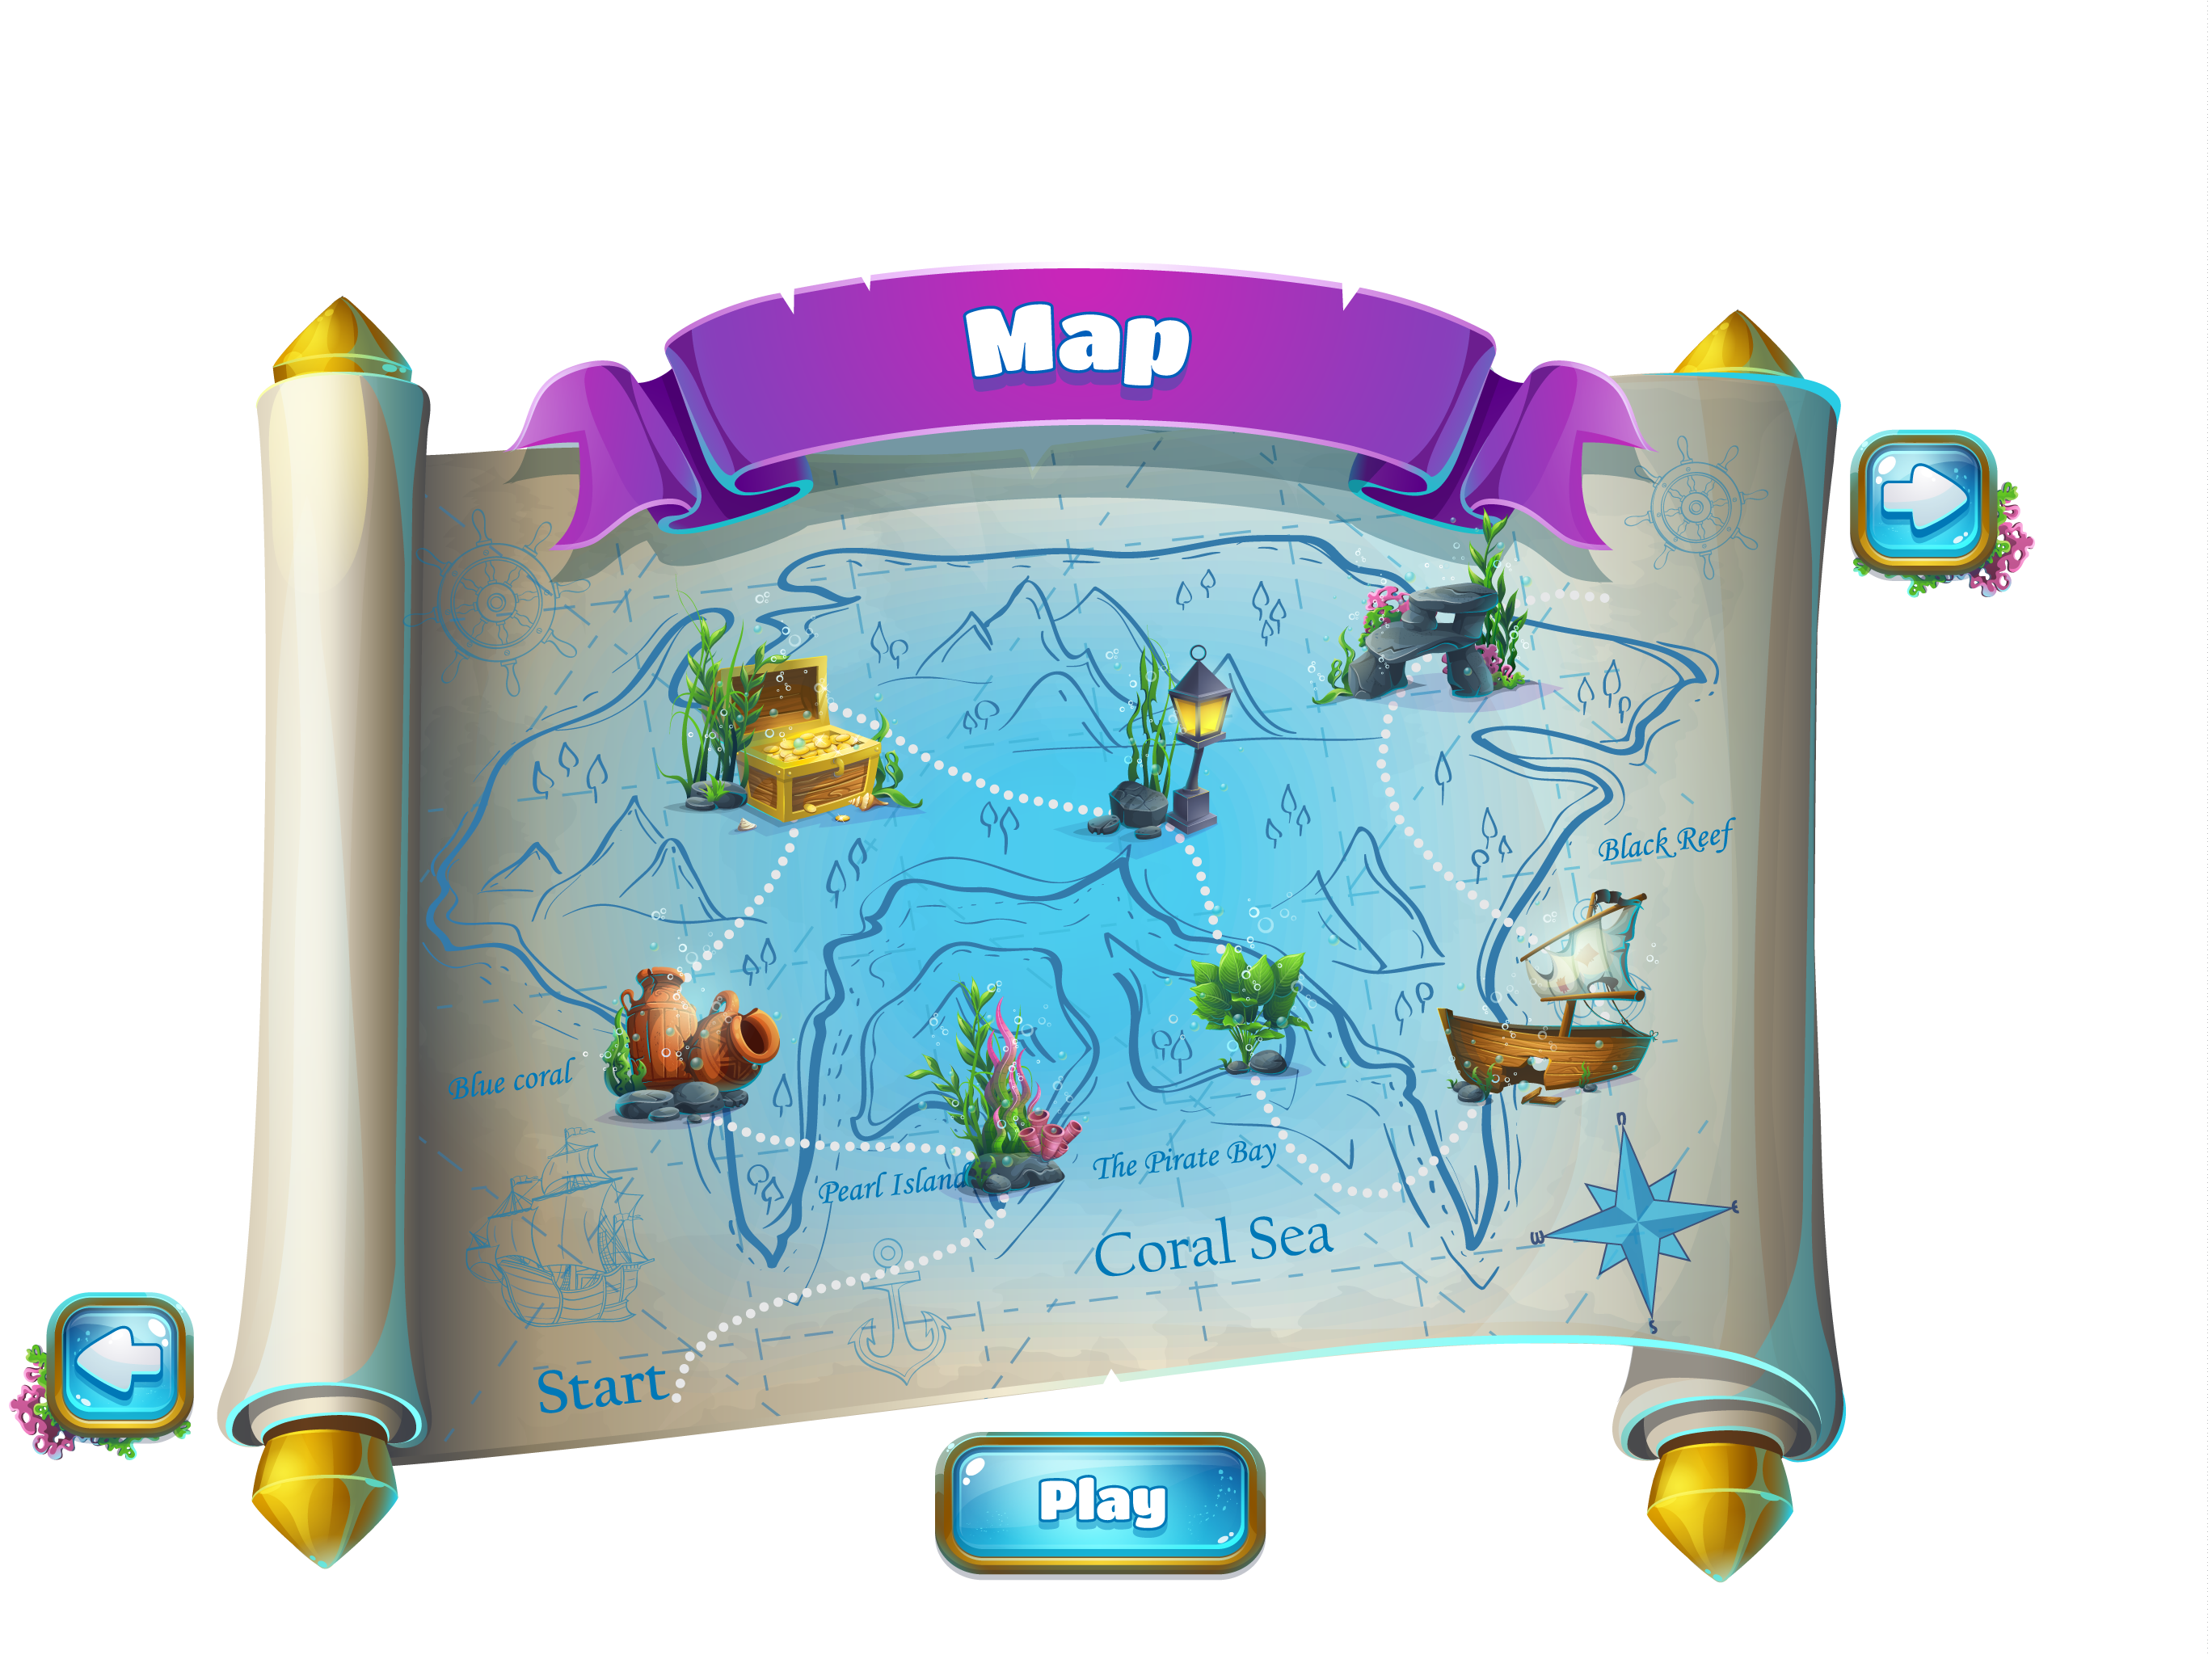 Map
Black Reef
Blue coral
Pearl Island
The Pirate Bay
Coral Sea
n
e
w
s
Start
Play